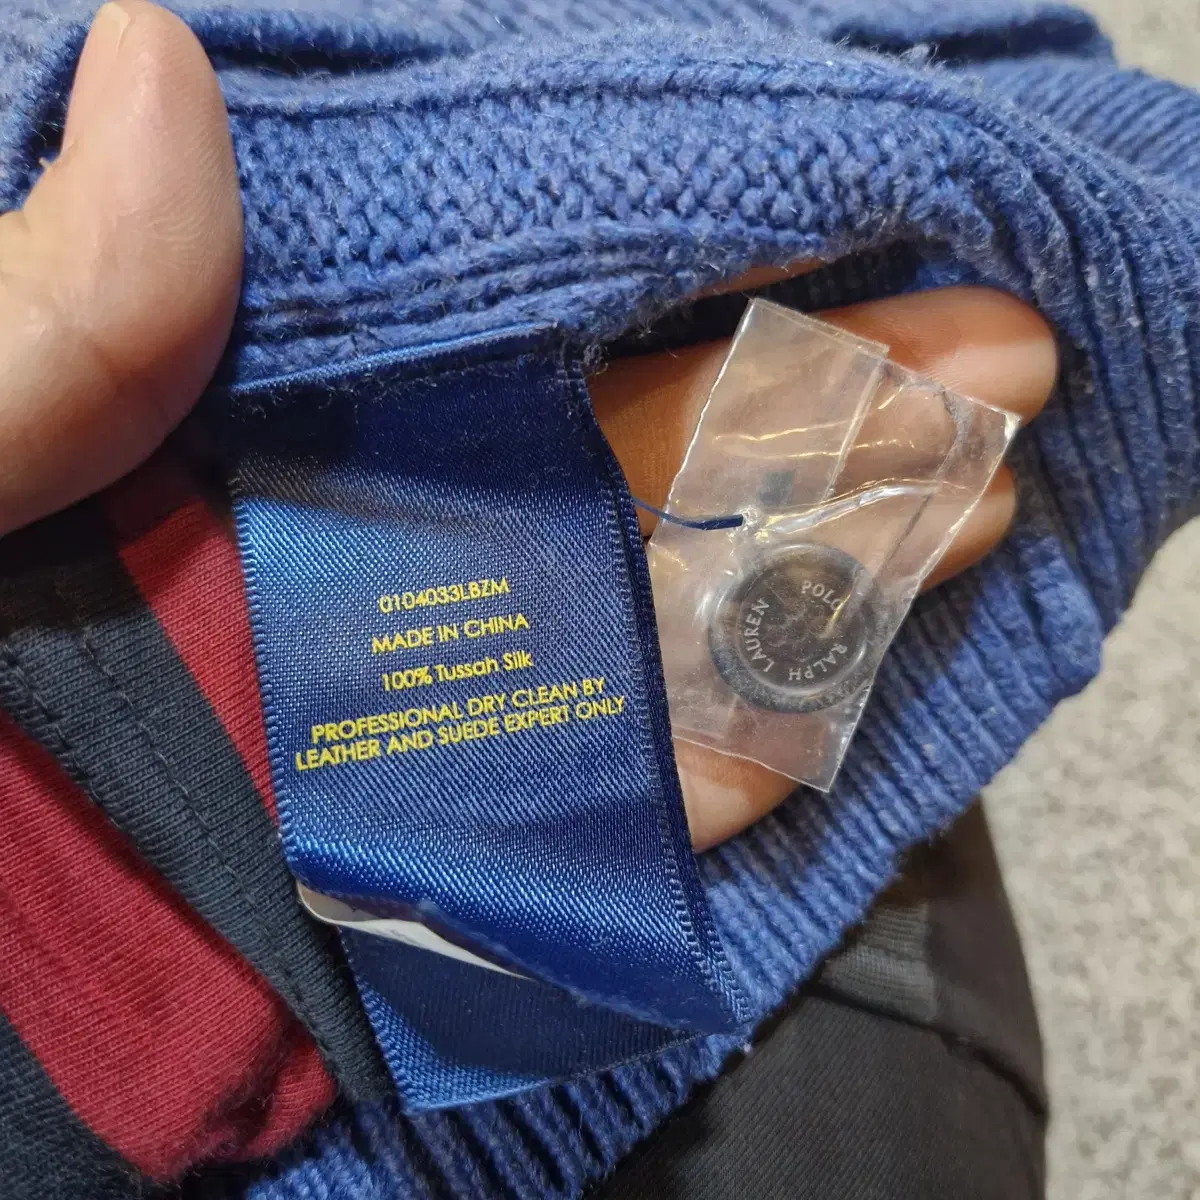 0104033LBZM
MADE IN CHINA
100% Tussah Silk
PROFESSIONAL DRY CLEAN BY
LEATHER AND SUEDE EXPERT ONLY
POLO RALPH LAUREN